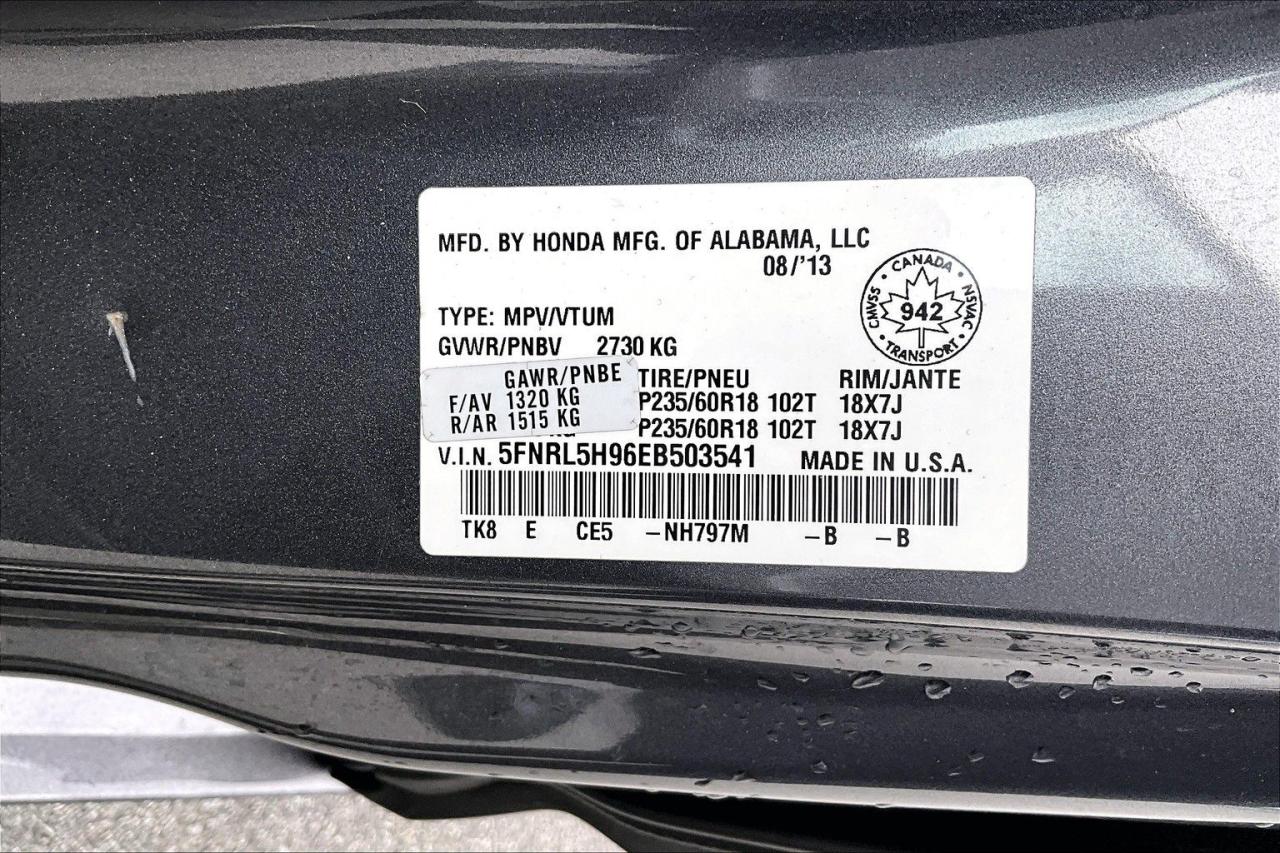 MFD. BY HONDA MFG. OF ALABAMA, LLC
08/'13
CANADA
CMVSS
942
NSVAC
TRANSPORT
TYPE: MPV/VTUM
GVWR/PNBV 2730 KG
GAWR/PNBE TIRE/PNEU RIM/JANTE
F/AV 1320 KG P235/60R18 102T 18X7J
R/AR 1515 KG P235/60R18 102T 18X7J
V.I.N. 5FNRL5H96EB503541 MADE IN U.S.A.
TK8 E CE5 -NH797M -B -B